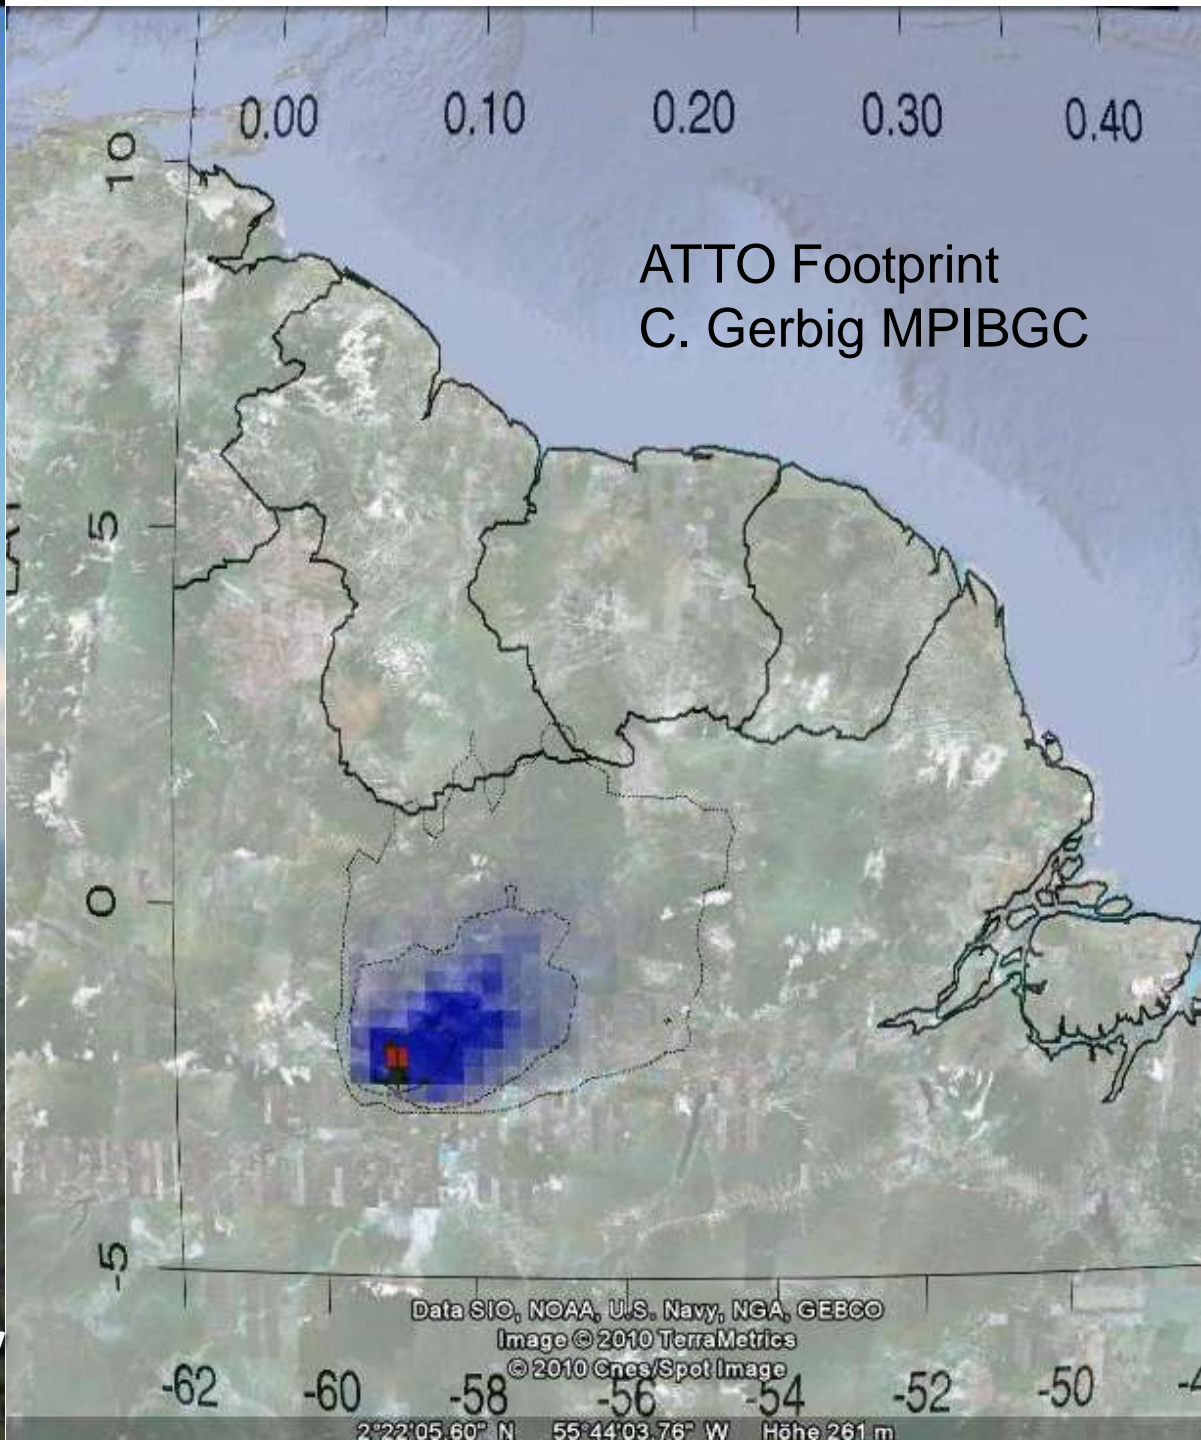 0.00 0.10 0.20 0.30 0.40
10
ATTO Footprint
C. Gerbig MPIBGC
5
0
-5
Data SIO, NOAA, U.S. Navy, NGA, GEBCO
Image © 2010 TerraMetrics
© 2010 Cnes/Spot Image
-62 -60 -58 -56 -54 -52 -50
2°22'05.60" N 55°44'03.76" W Höhe 261 m